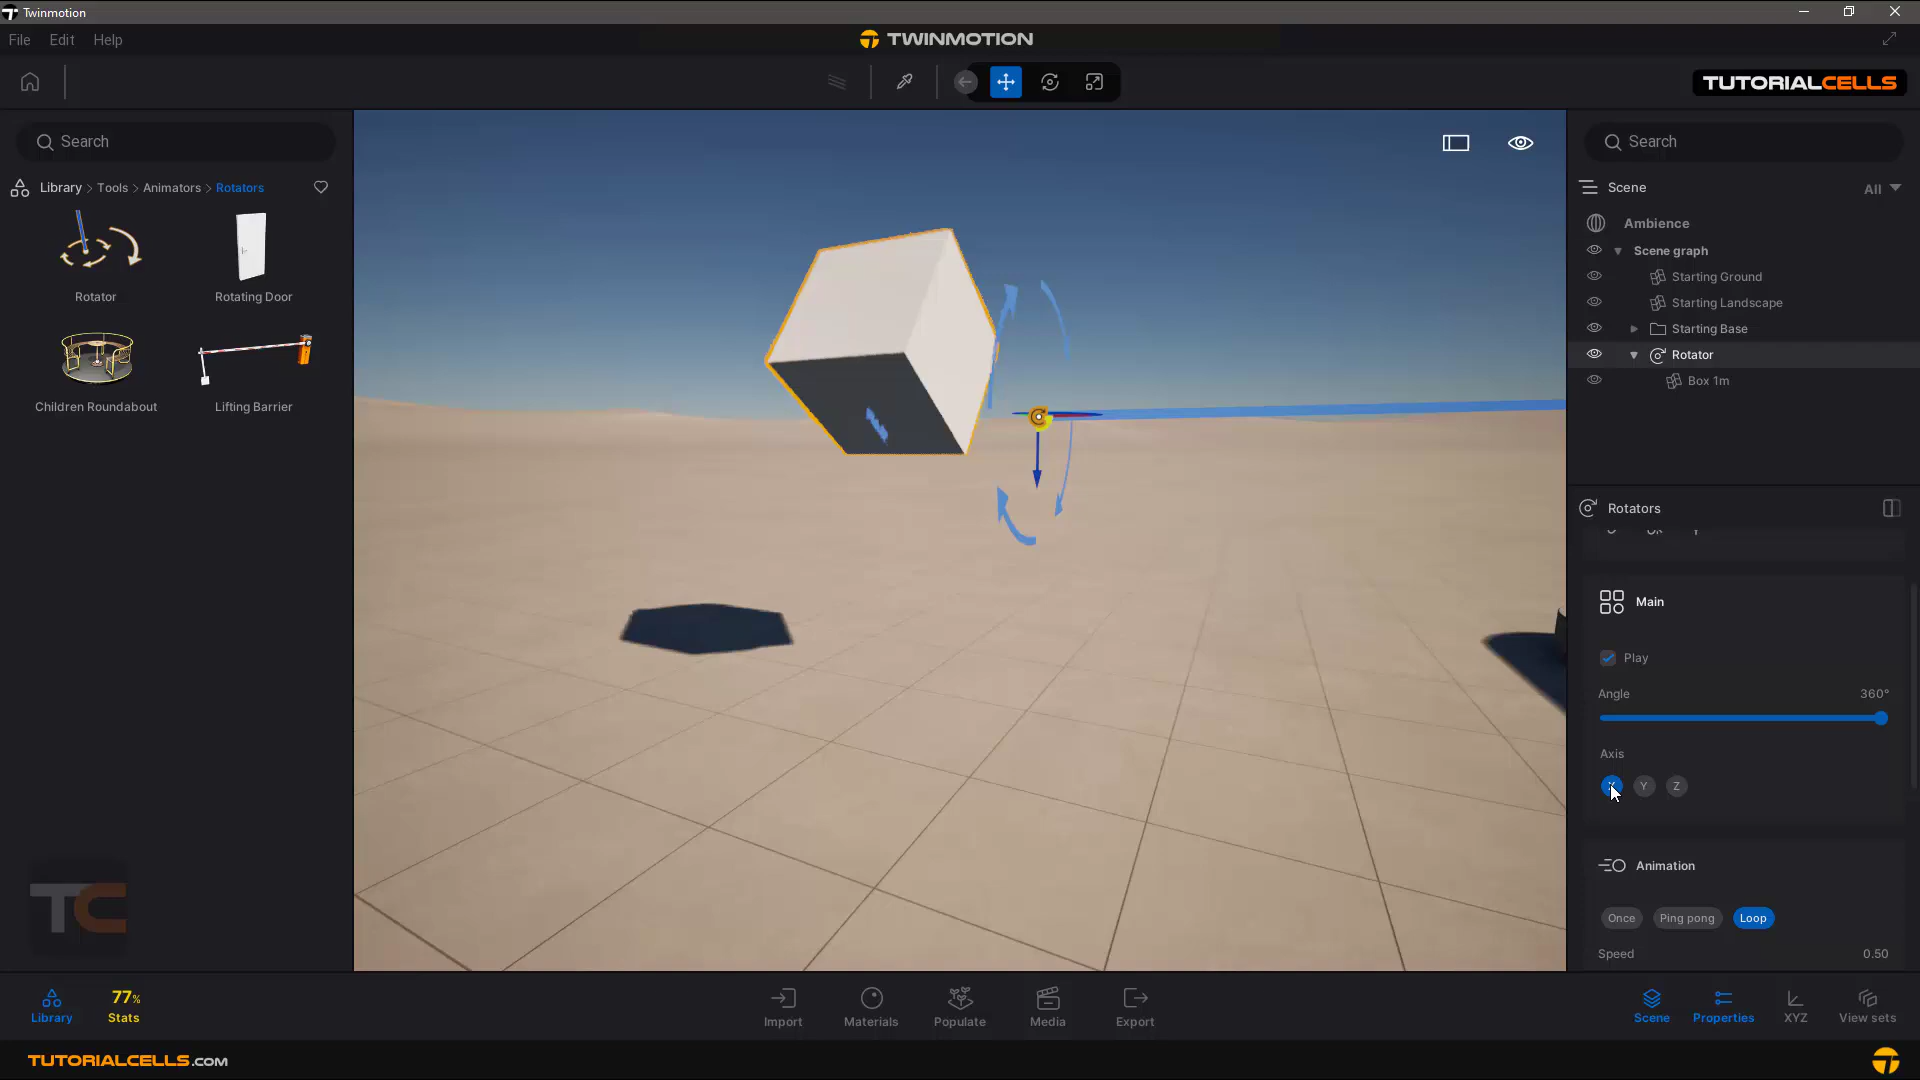 Twinmotion
File Edit Help
TWINMOTION
TUTORIALCELLS
Search
Library > Tools > Animators > Rotators
Rotator
Rotating Door
Children Roundabout
Lifting Barrier
TC
Search
Scene
All
Ambience
Scene graph
Starting Ground
Starting Landscape
Starting Base
Rotator
Box 1m
Rotators
Main
Play
Angle 360°
Axis
Y Z
Animation
Once Ping pong Loop
Speed 0.50
Library
77% Stats
Import
Materials
Populate
Media
Export
Scene
Properties
XYZ
View sets
TUTORIALCELLS.COM